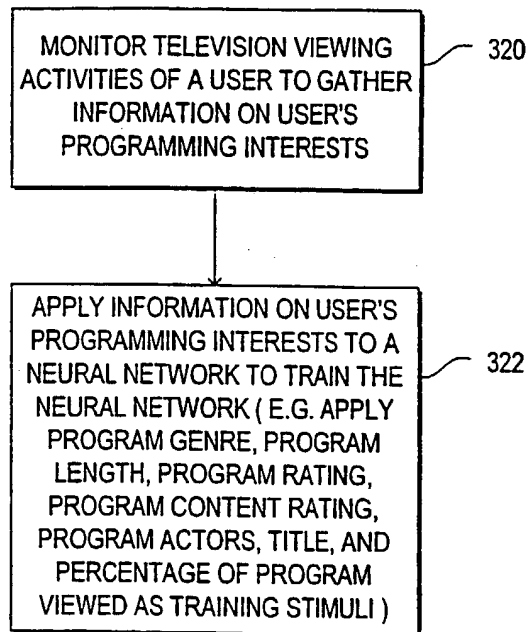 MONITOR TELEVISION VIEWING
ACTIVITIES OF A USER TO GATHER
INFORMATION ON USER'S
PROGRAMMING INTERESTS
320
APPLY INFORMATION ON USER'S
PROGRAMMING INTERESTS TO A
NEURAL NETWORK TO TRAIN THE
NEURAL NETWORK ( E.G. APPLY
PROGRAM GENRE, PROGRAM
LENGTH, PROGRAM RATING,
PROGRAM CONTENT RATING,
PROGRAM ACTORS, TITLE, AND
PERCENTAGE OF PROGRAM
VIEWED AS TRAINING STIMULI )
322